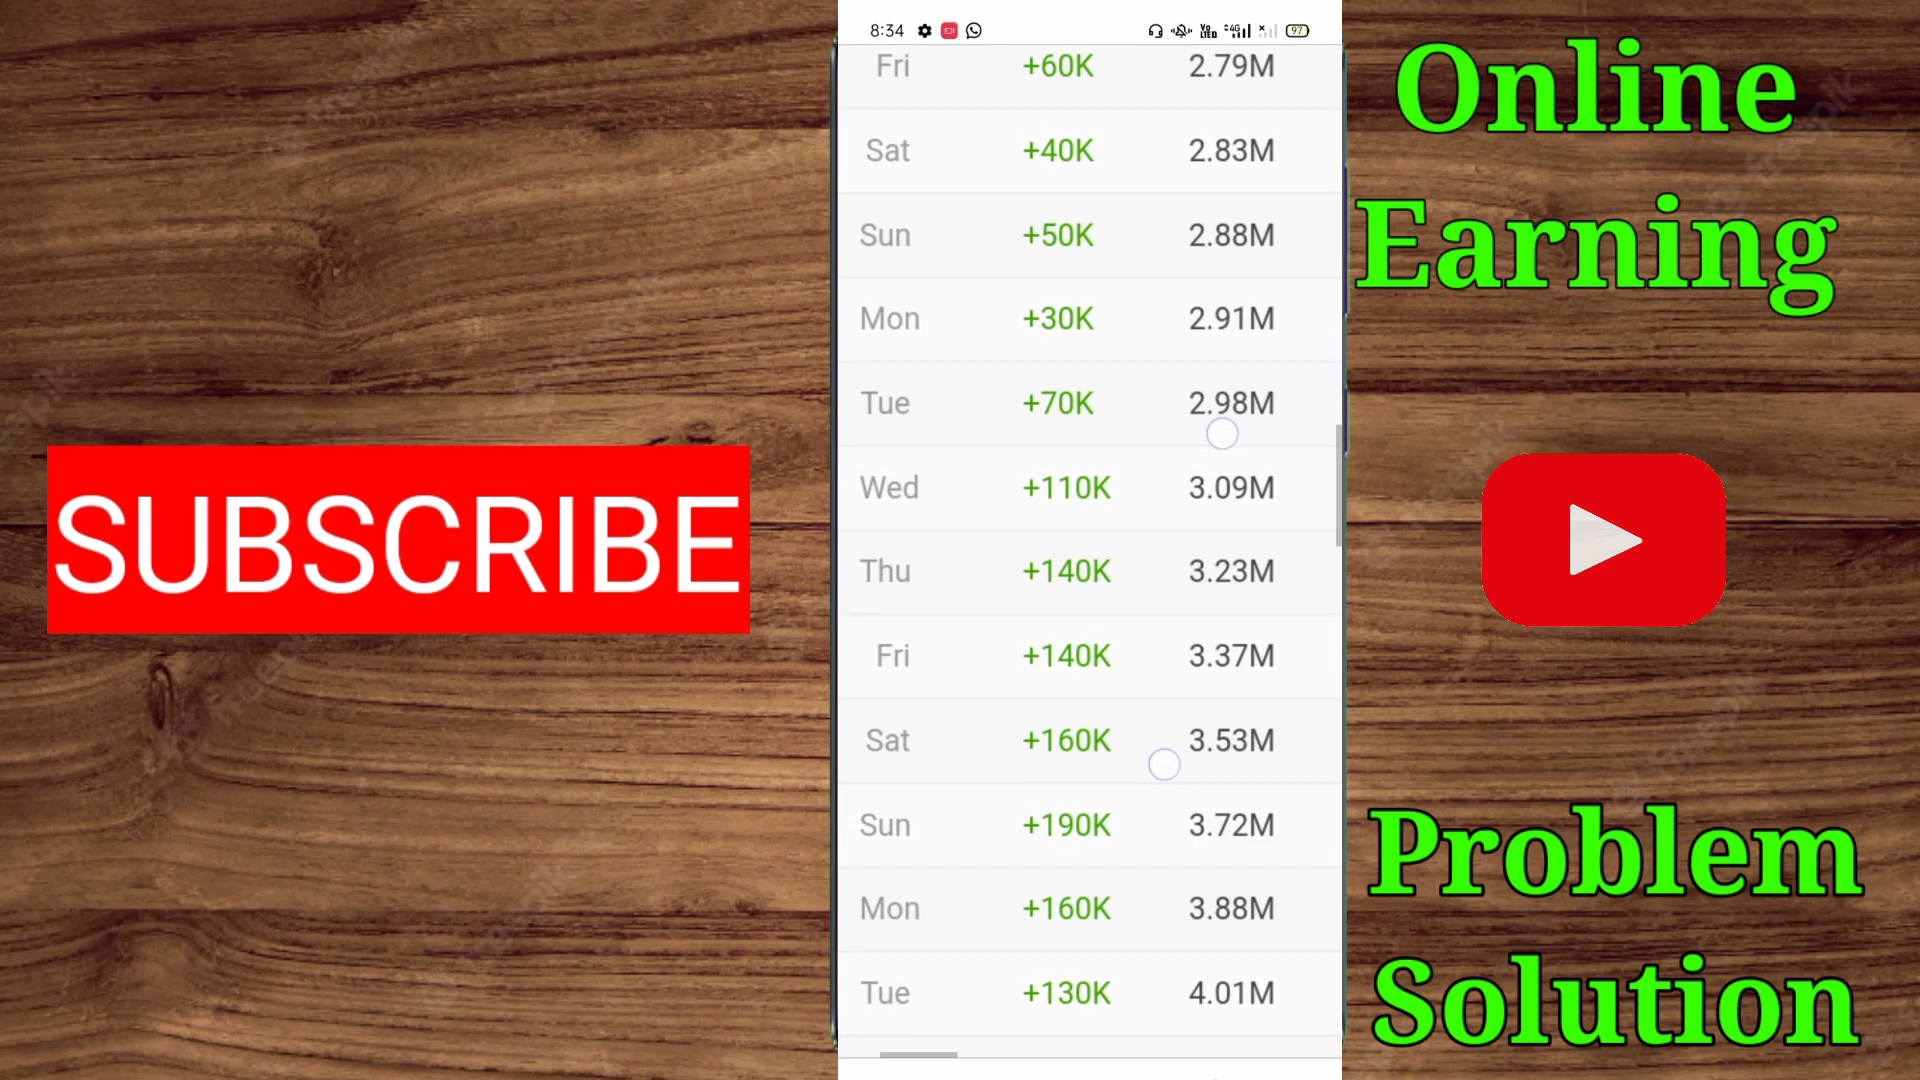 8:34
97
Fri +60K 2.79M
Sat +40K 2.83M
Sun +50K 2.88M
Mon +30K 2.91M
Tue +70K 2.98M
Wed +110K 3.09M
Thu +140K 3.23M
Fri +140K 3.37M
Sat +160K 3.53M
Sun +190K 3.72M
Mon +160K 3.88M
Tue +130K 4.01M
SUBSCRIBE
Online
Earning
Problem
Solution